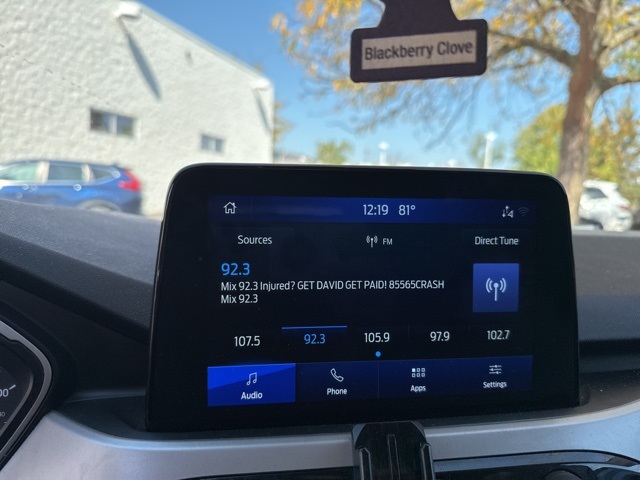 Blackberry Clove
12:19 81°
Sources FM Direct Tune
92.3
Mix 92.3 Injured? GET DAVID GET PAID! 85565CRASH
Mix 92.3
107.5 92.3 105.9 97.9 102.7
Audio Phone Apps Settings